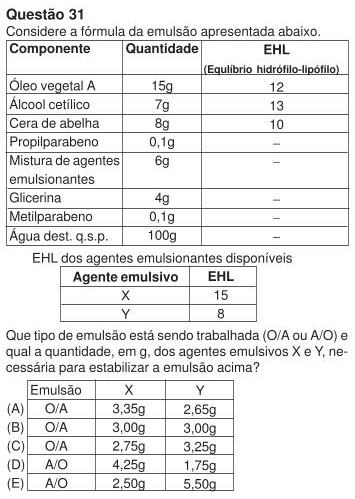 Questão 31
Considere a fórmula da emulsão apresentada abaixo.
Componente Quantidade EHL
(Equlíbrio hidrófilo-lipófilo)
Óleo vegetal A 15g 12
Álcool cetílico 7g 13
Cera de abelha 8g 10
Propilparabeno 0,1g –
Mistura de agentes 6g –
emulsionantes
Glicerina 4g –
Metilparabeno 0,1g –
Água dest. q.s.p. 100g –
EHL dos agentes emulsionantes disponíveis
Agente emulsivo EHL
X 15
Y 8
Que tipo de emulsão está sendo trabalhada (O/A ou A/O) e
qual a quantidade, em g, dos agentes emulsivos X e Y, ne-
cessária para estabilizar a emulsão acima?
Emulsão X Y
(A) O/A 3,35g 2,65g
(B) O/A 3,00g 3,00g
(C) O/A 2,75g 3,25g
(D) A/O 4,25g 1,75g
(E) A/O 2,50g 5,50g